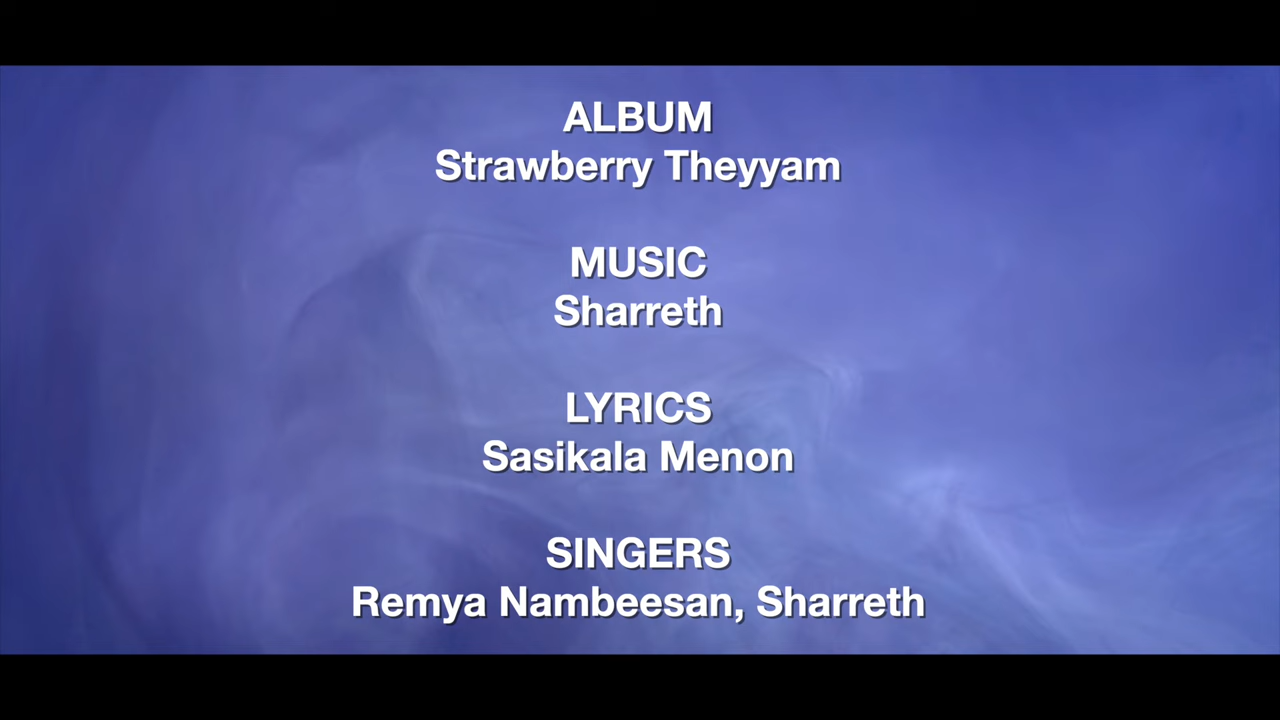 ALBUM
Strawberry Theyyam
MUSIC
Sharreth
LYRICS
Sasikala Menon
SINGERS
Remya Nambeesan, Sharreth